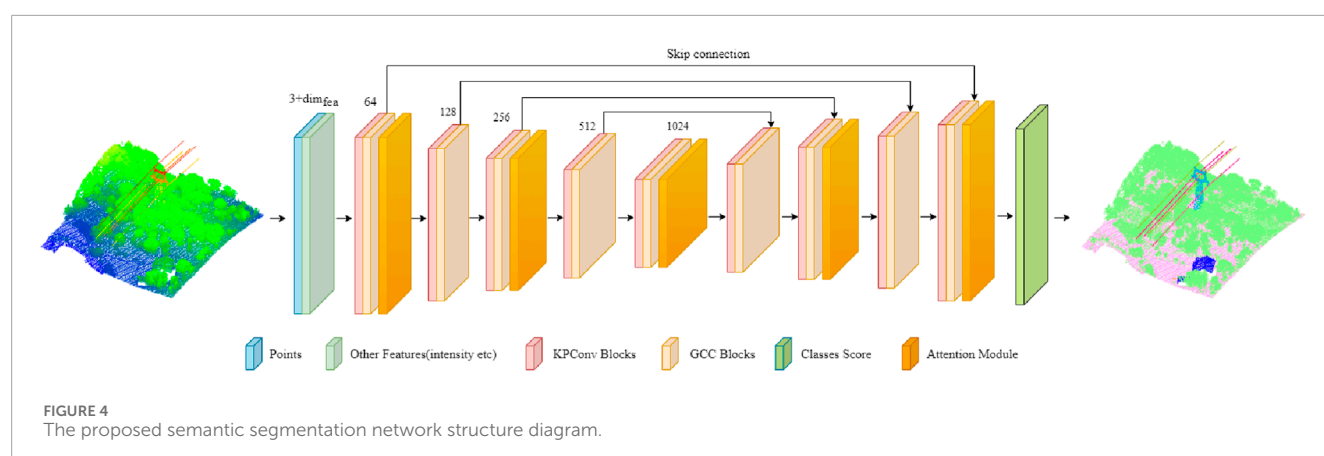 Skip connection
3+dimfea
64
128
256
512
1024
Points
Other Features(intensity etc)
KPConv Blocks
GCC Blocks
Classes Score
Attention Module
FIGURE 4
The proposed semantic segmentation network structure diagram.